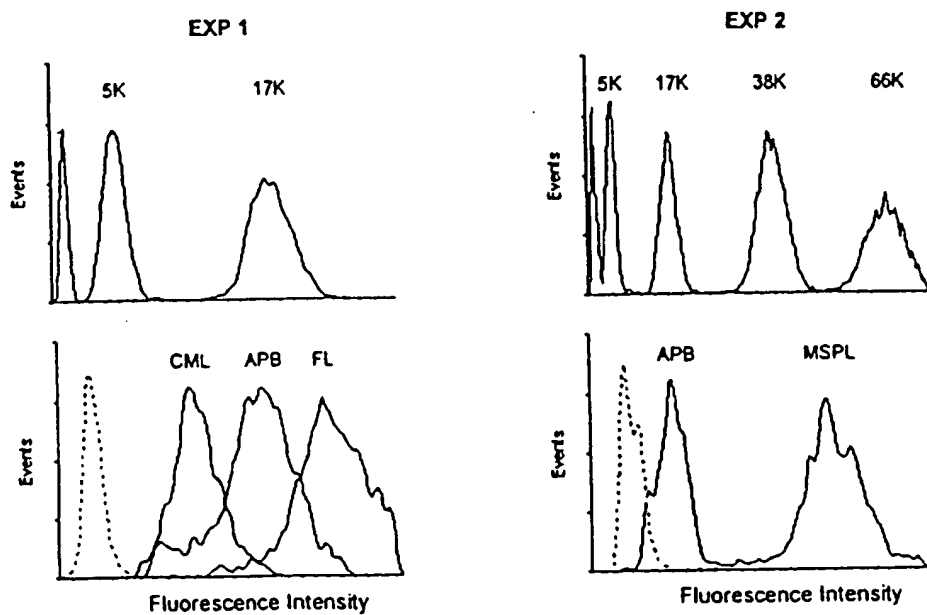 EXP 1
5K 17K
Events
CML APB FL
Events
Fluorescence Intensity
EXP 2
5K 17K 38K 66K
Events
APB MSPL
Events
Fluorescence Intensity